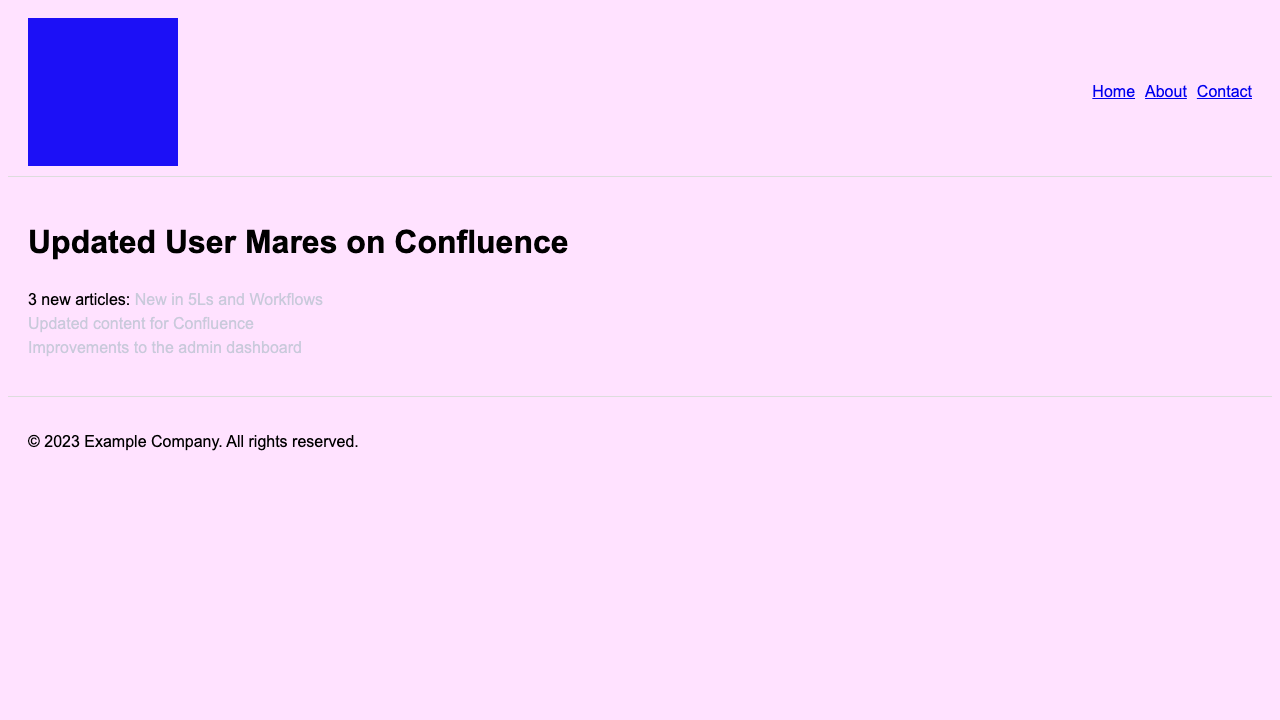 Home About Contact
Updated User Mares on Confluence
3 new articles: New in 5Ls and Workflows
Updated content for Confluence
Improvements to the admin dashboard
© 2023 Example Company. All rights reserved.